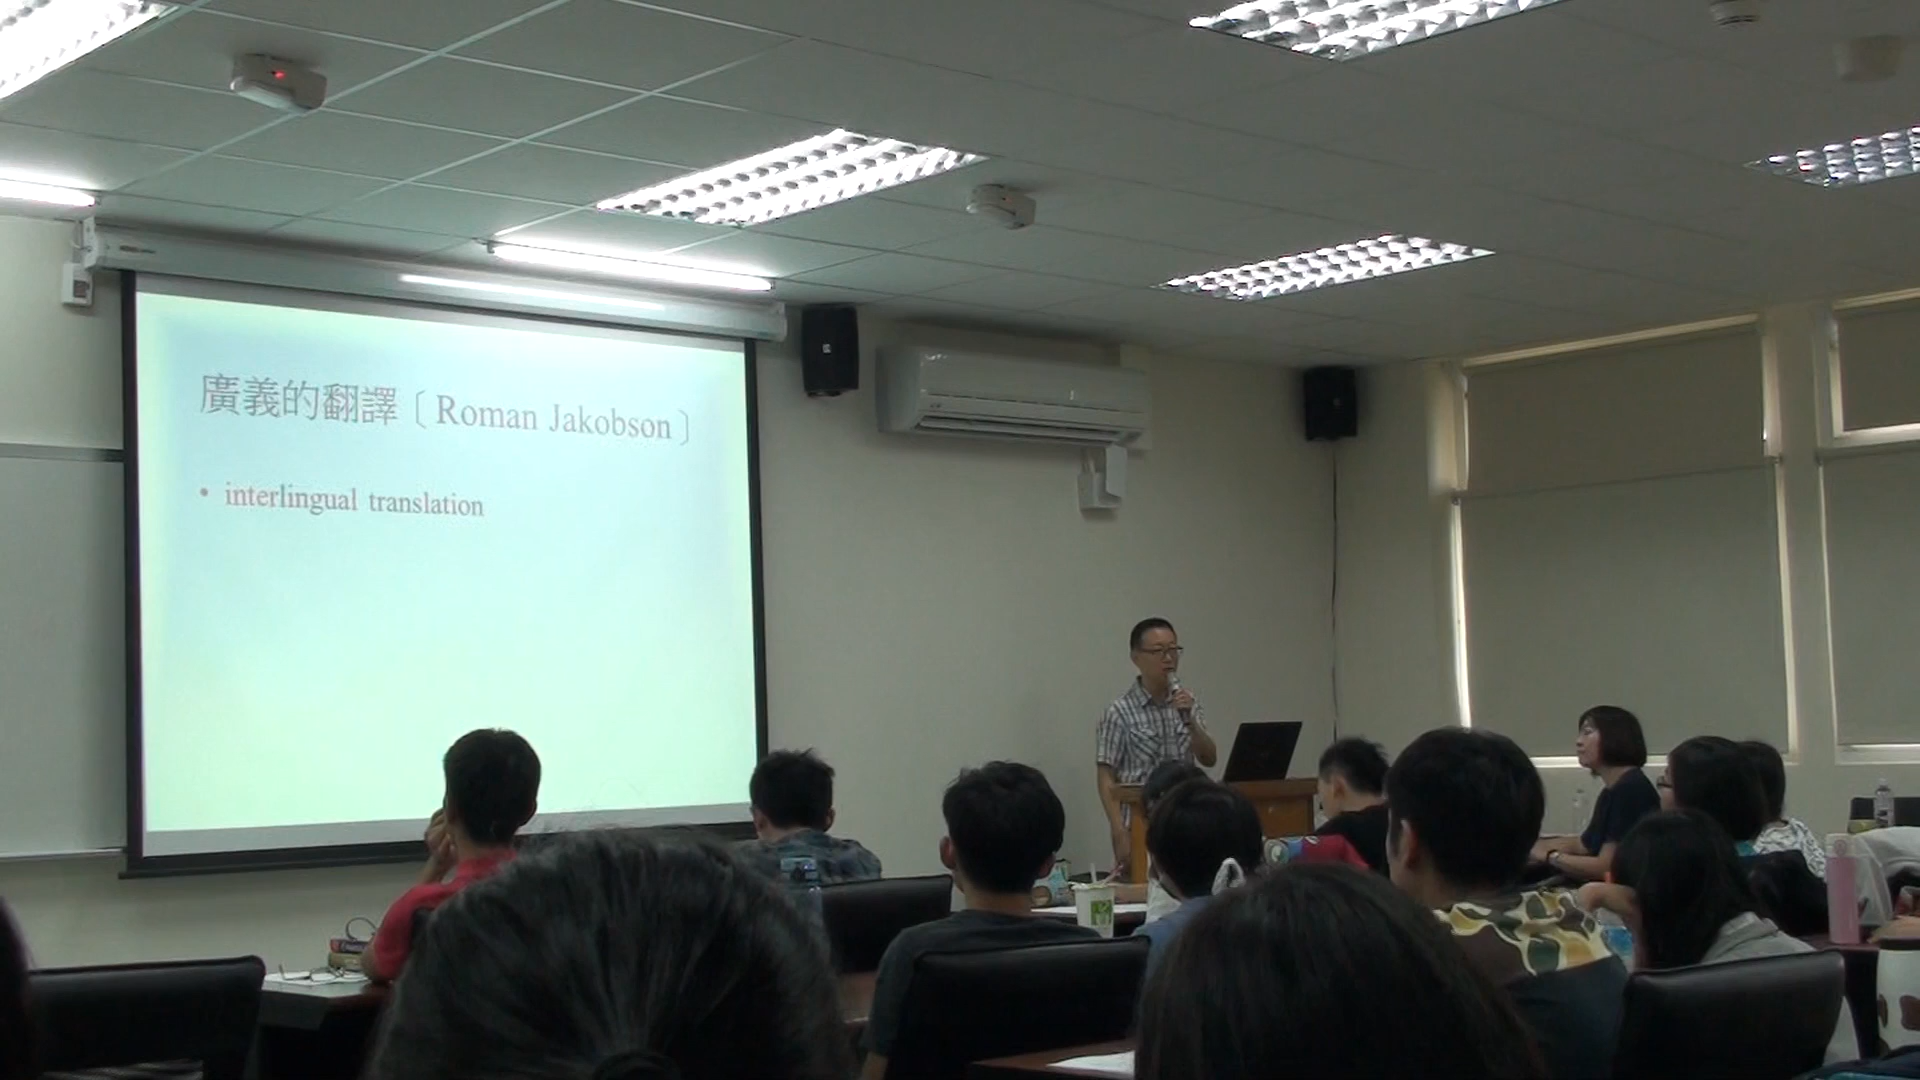 廣義的翻譯〔Roman Jakobson〕
• interlingual translation